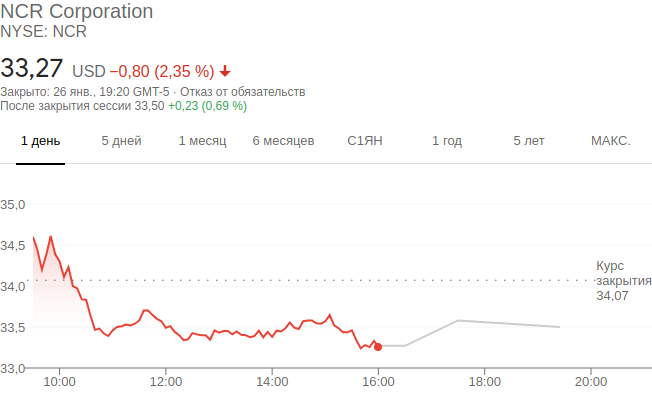 NCR Corporation
NYSE: NCR
33,27 USD −0,80 (2,35 %)
Закрыто: 26 янв., 19:20 GMT-5 · Отказ от обязательств
После закрытия сессии 33,50 +0,23 (0,69 %)
1 день 5 дней 1 месяц 6 месяцев С1ЯН 1 год 5 лет МАКС.
35,0
34,5
Курс
34,0 закрытия
34,07
33,5
33,0
10:00 12:00 14:00 16:00 18:00 20:00